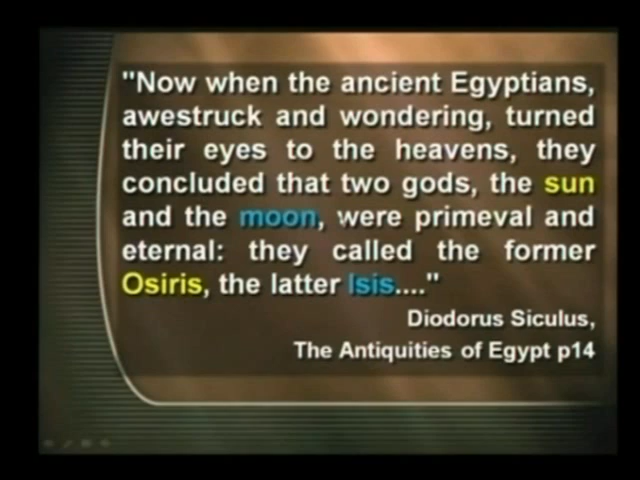 "Now when the ancient Egyptians,
awestruck and wondering, turned
their eyes to the heavens, they
concluded that two gods, the sun
and the moon, were primeval and
eternal: they called the former
Osiris, the latter Isis...."
Diodorus Siculus,
The Antiquities of Egypt p14